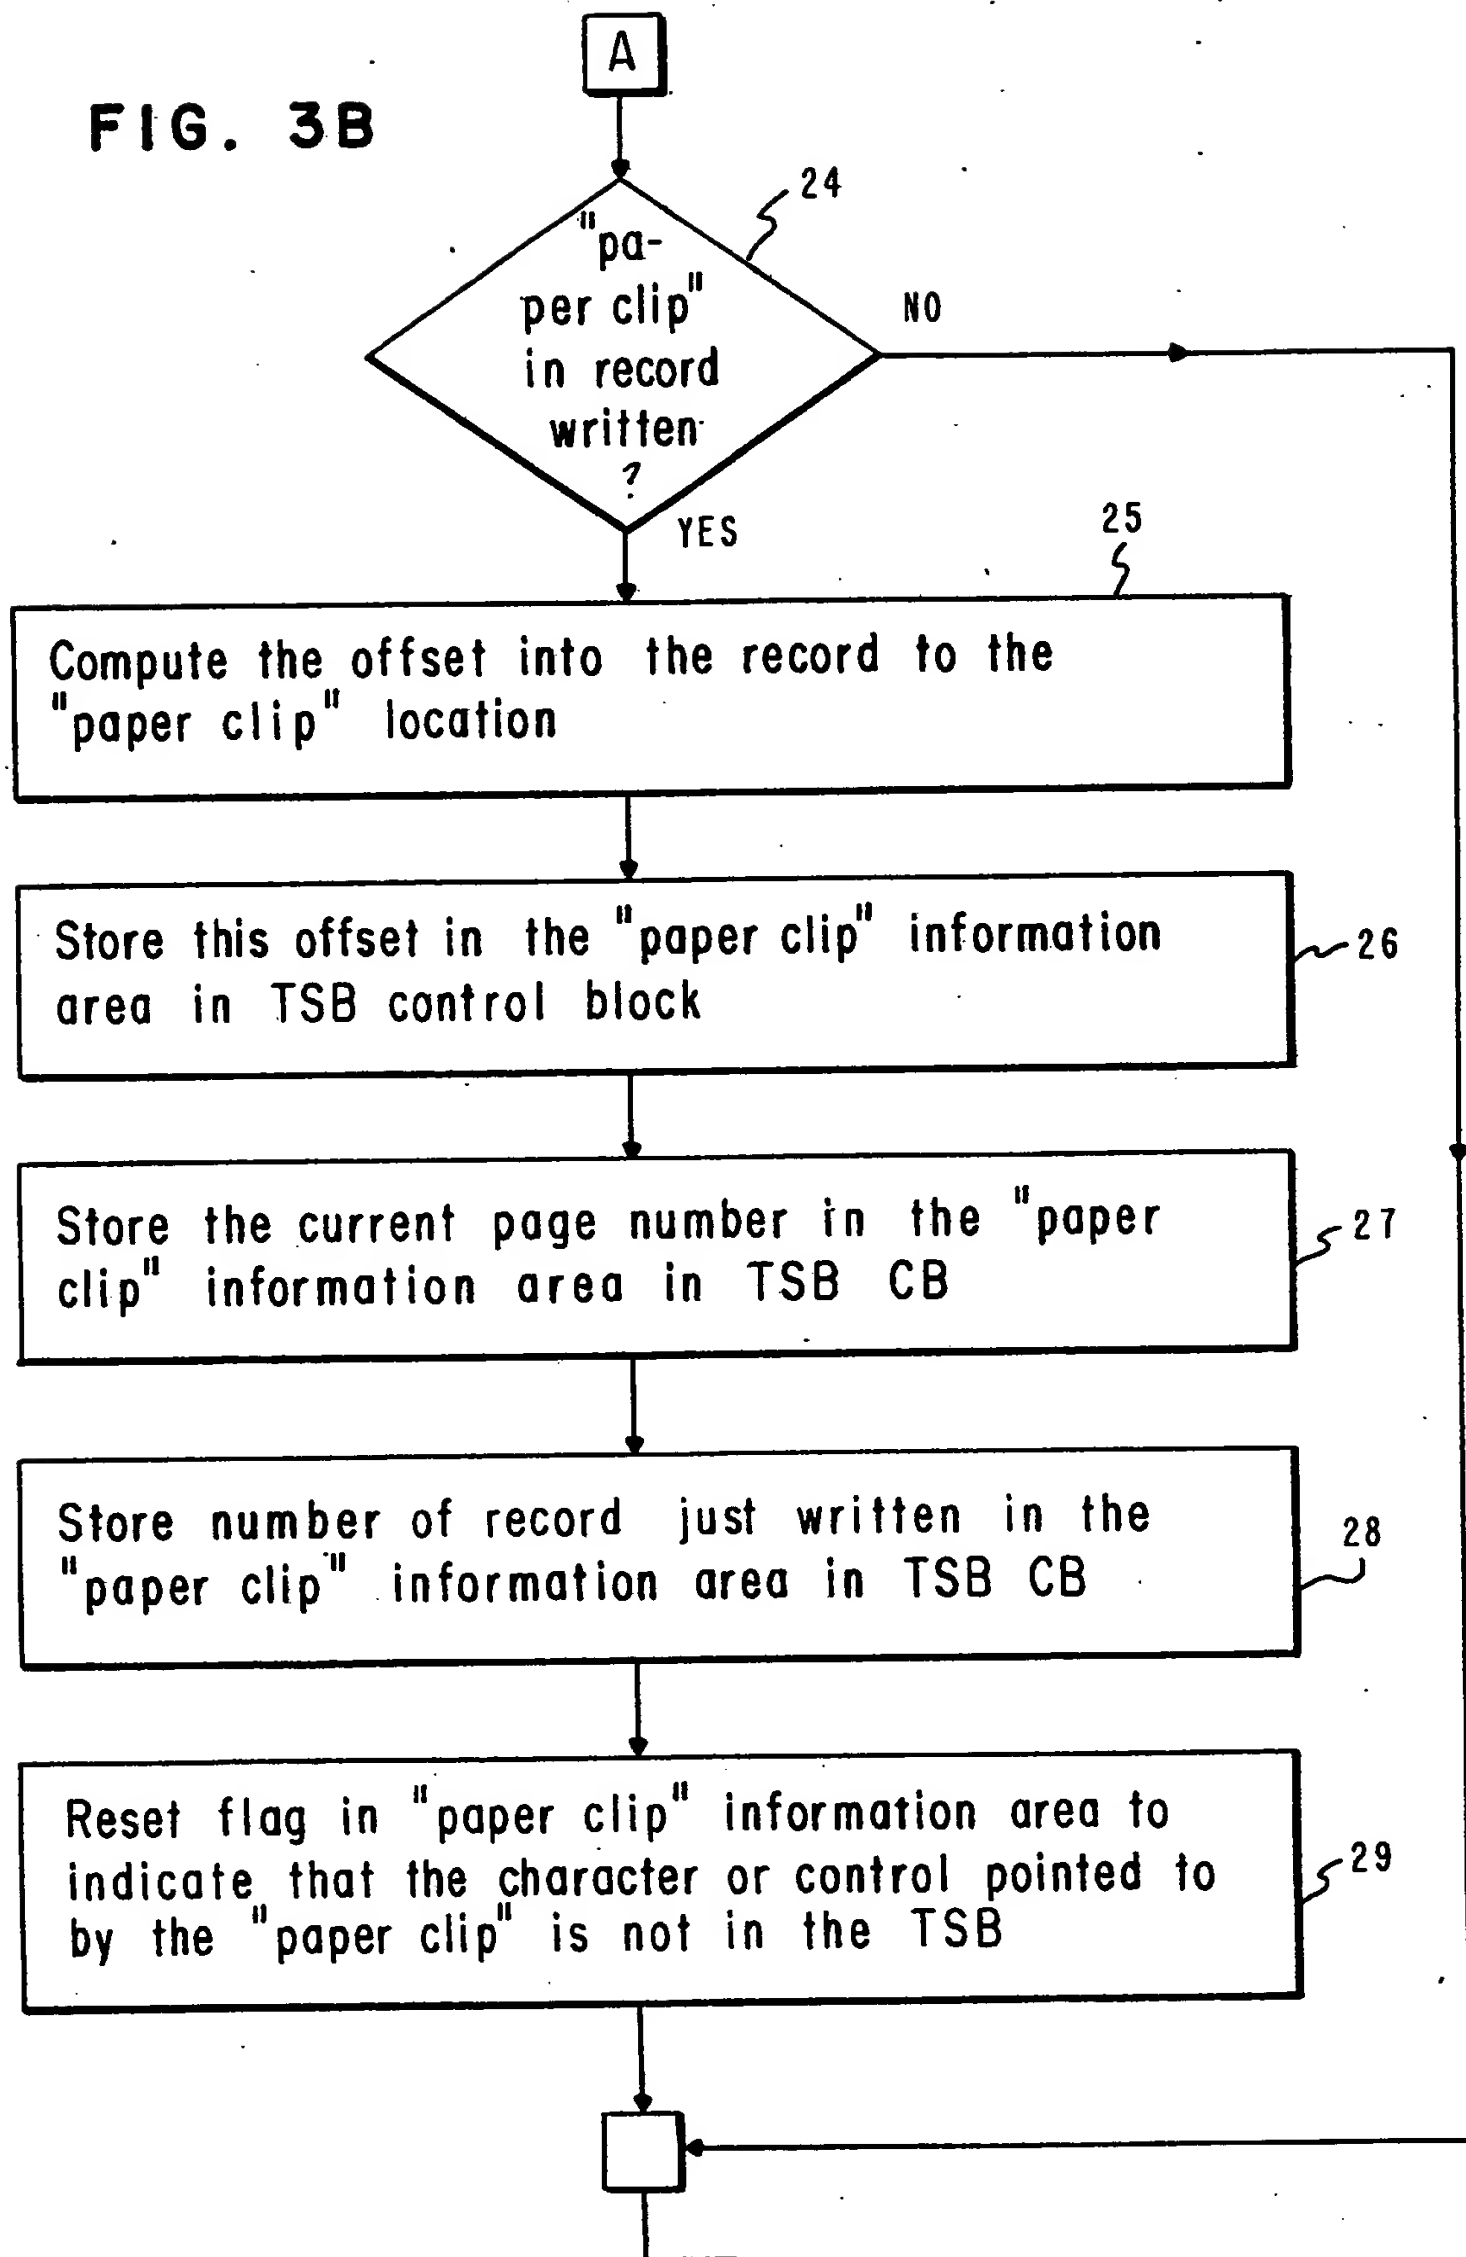 A
FIG. 3B
24
"pa-
per clip"
in record
written
?
NO
YES
25
Compute the offset into the record to the
"paper clip" location
Store this offset in the "paper clip" information
area in TSB control block
26
Store the current page number in the "paper
clip" information area in TSB CB
27
Store number of record just written in the
"paper clip" information area in TSB CB
28
Reset flag in "paper clip" information area to
indicate that the character or control pointed to
by the "paper clip" is not in the TSB
29